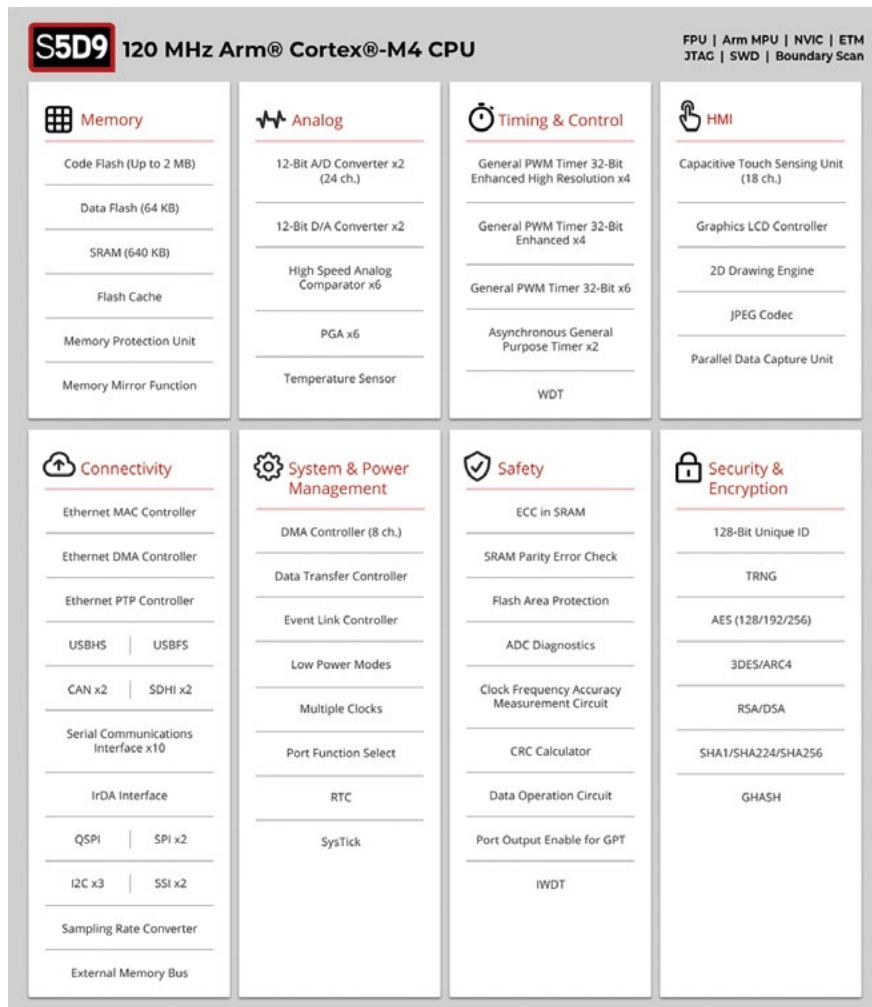 S5D9 120 MHz Arm® Cortex®-M4 CPU
FPU | Arm MPU | NVIC | ETM
JTAG | SWD | Boundary Scan
Memory
Code Flash (Up to 2 MB)
Data Flash (64 KB)
SRAM (640 KB)
Flash Cache
Memory Protection Unit
Memory Mirror Function
Analog
12-Bit A/D Converter x2
(24 ch.)
12-Bit D/A Converter x2
HIgh Speed Analog
Comparator x6
PGA x6
Temperature Sensor
Timing & Control
General PWM Timer 32-Bit
Enhanced High Resolution x4
General PWM Timer 32-Bit
Enhanced x4
General PWM Timer 32-Bit x6
Asynchronous General
Purpose Timer x2
WDT
HMI
Capacitive Touch Sensing Unit
(18 ch.)
Graphics LCD Controller
2D Drawing Engine
JPEG Codec
Parallel Data Capture Unit
Connectivity
Ethernet MAC Controller
Ethernet DMA Controller
Ethernet PTP Controller
USBHS | USBFS
CAN x2 | SDHI x2
Serial Communications
Interface x10
IrDA Interface
QSPI | SPI x2
I2C x3 | SSI x2
Sampling Rate Converter
External Memory Bus
System & Power
Management
DMA Controller (8 ch.)
Data Transfer Controller
Event Link Controller
Low Power Modes
Multiple Clocks
Port Function Select
RTC
SysTick
Safety
ECC in SRAM
SRAM Parity Error Check
Flash Area Protection
ADC Diagnostics
Clock Frequency Accuracy
Measurement Circuit
CRC Calculator
Data Operation Circuit
Port Output Enable for GPT
IWDT
Security &
Encryption
128-Bit Unique ID
TRNG
AES (128/192/256)
3DES/ARC4
RSA/DSA
SHA1/SHA224/SHA256
GHASH